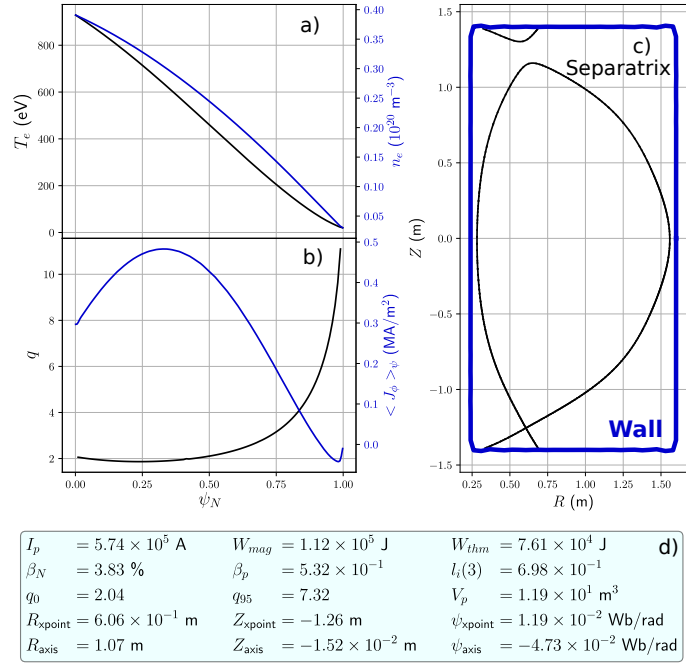 a)
800
600
400
200
0
T_e (eV)
0.40
0.35
0.30
0.25
0.20
0.15
0.10
0.05
n_e (10^20 m^−3)
b)
10
8
6
4
2
q
0.5
0.4
0.3
0.2
0.1
0.0
< J_ϕ >_ψ (MA/m^2)
0.00 0.25 0.50 0.75 1.00
ψ_N
c)
Separatrix
Wall
1.5
1.0
0.5
0.0
−0.5
−1.0
−1.5
Z (m)
0.25 0.50 0.75 1.00 1.25 1.50
R (m)
d)
I_p = 5.74 × 10^5 A W_mag = 1.12 × 10^5 J W_thm = 7.61 × 10^4 J
β_N = 3.83 % β_p = 5.32 × 10^−1 l_i(3) = 6.98 × 10^−1
q_0 = 2.04 q_95 = 7.32 V_p = 1.19 × 10^1 m^3
R_xpoint = 6.06 × 10^−1 m Z_xpoint = −1.26 m ψ_xpoint = 1.19 × 10^−2 Wb/rad
R_axis = 1.07 m Z_axis = −1.52 × 10^−2 m ψ_axis = −4.73 × 10^−2 Wb/rad